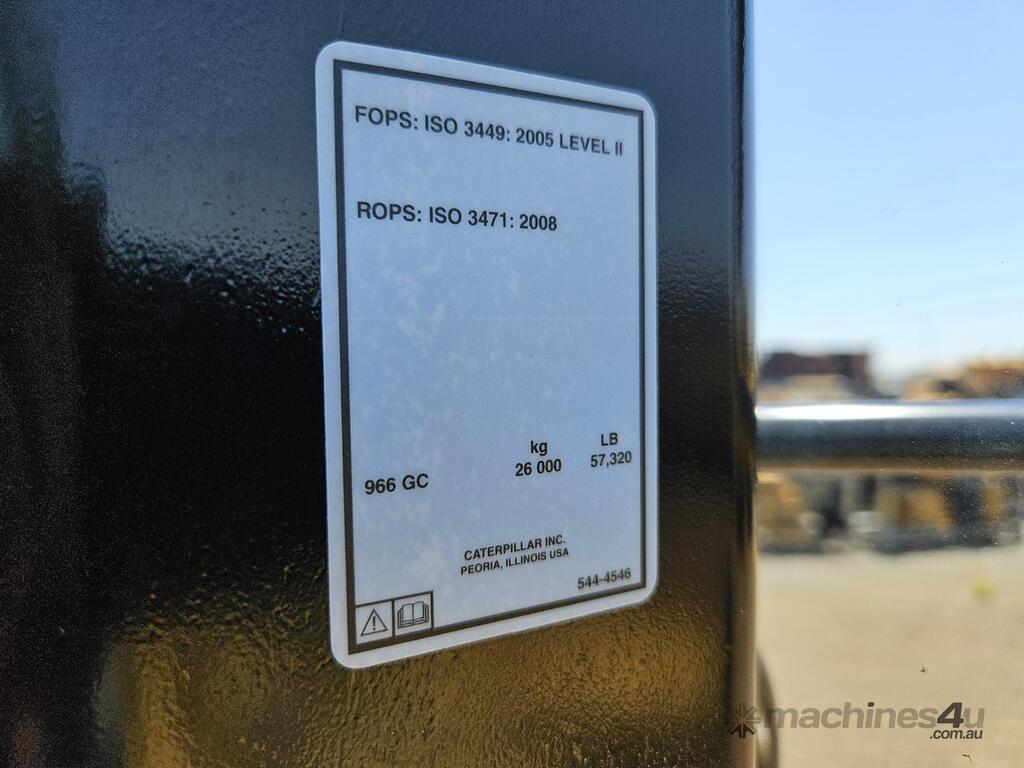 FOPS: ISO 3449: 2005 LEVEL II
ROPS: ISO 3471: 2008
kg LB
966 GC 26 000 57,320
CATERPILLAR INC.
PEORIA, ILLINOIS USA
544-4546
machines4u
.com.au